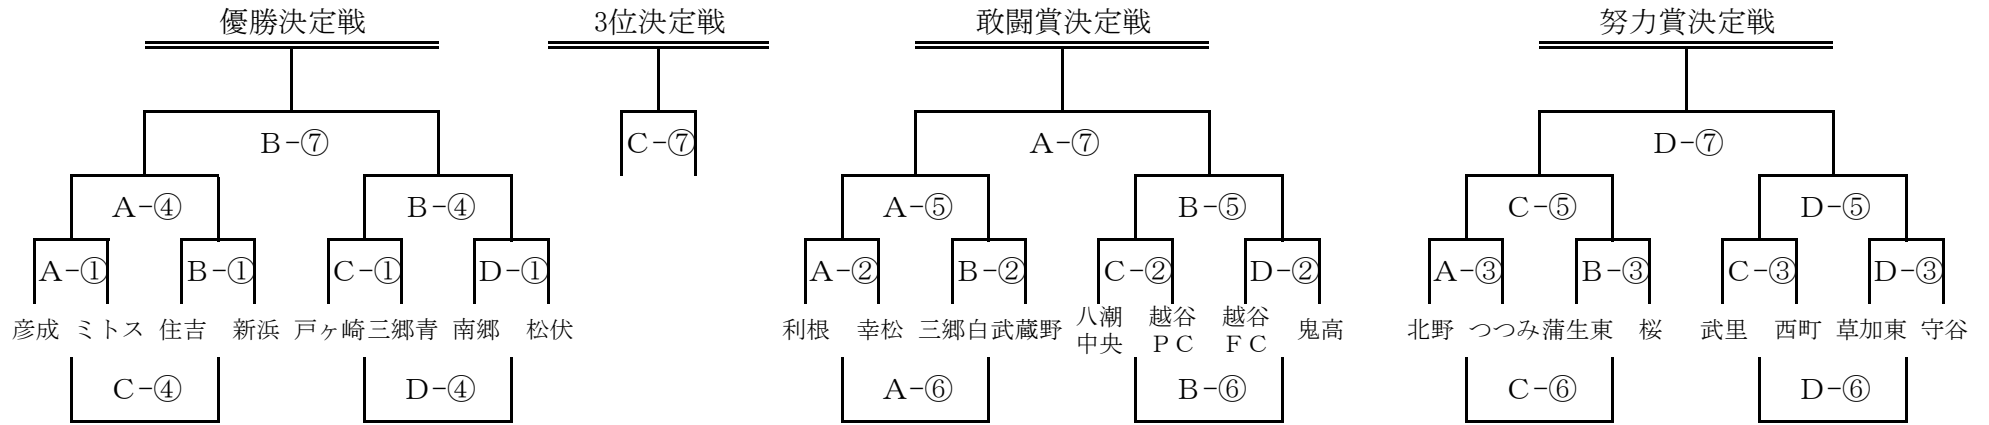 優勝決定戦 3位決定戦 敢闘賞決定戦 努力賞決定戦
B-⑦ C-⑦ A-⑦ D-⑦
A-④ B-④ A-⑤ B-⑤ C-⑤ D-⑤
A-① B-① C-① D-① A-② B-② C-② D-② A-③ B-③ C-③ D-③
彦成 ミトス 住吉 新浜 戸ヶ崎 三郷青 南郷 松伏 利根 幸松 三郷白 武蔵野 八潮 越谷 越谷 鬼高 北野 つつみ 蒲生東 桜 武里 西町 草加東 守谷
中央 PC FC
C-④ D-④ A-⑥ B-⑥ C-⑥ D-⑥